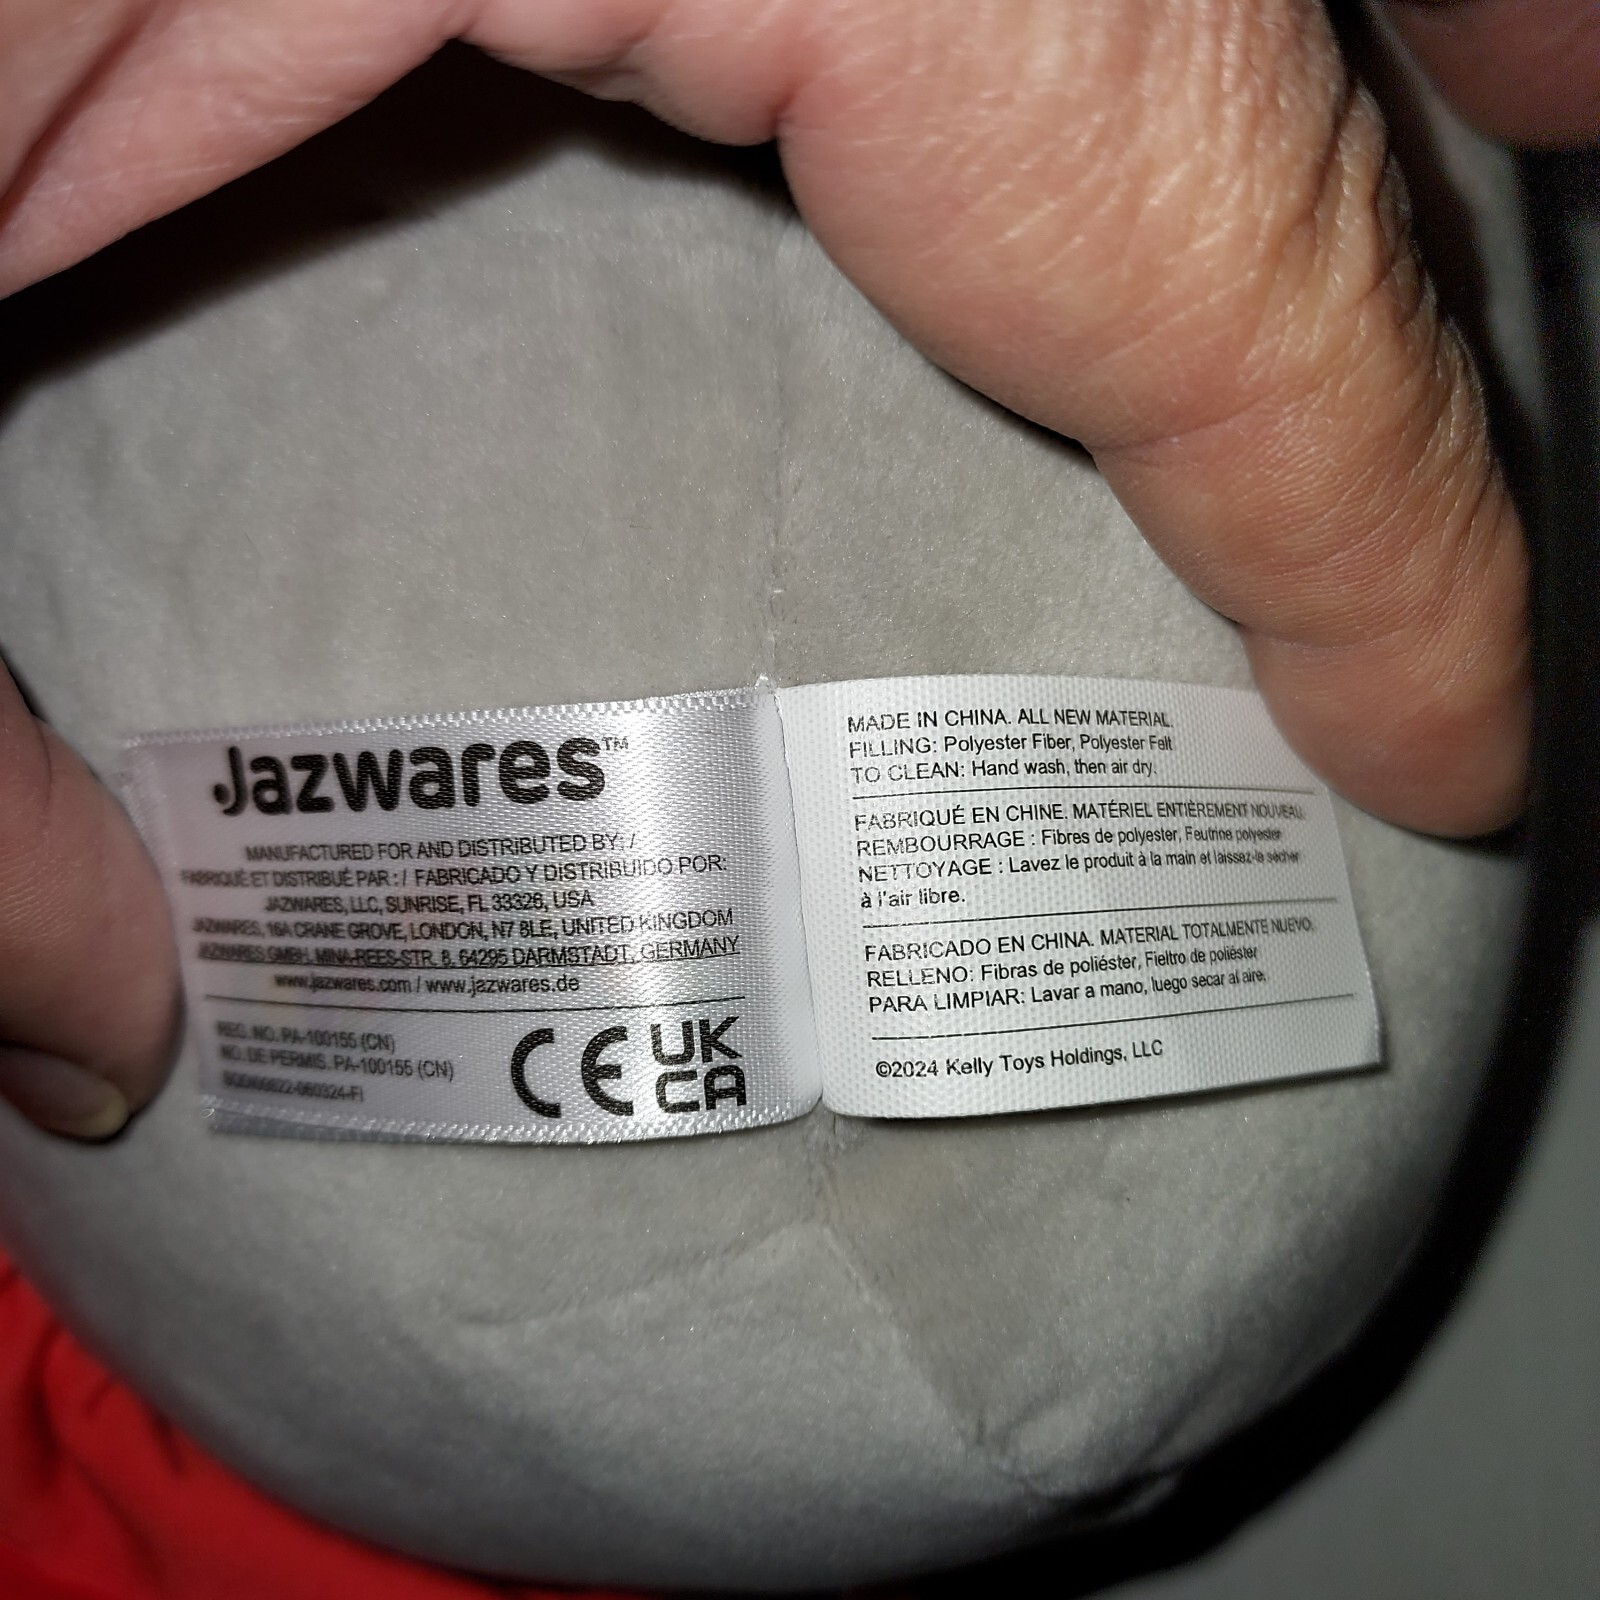 Jazwares™
MANUFACTURED FOR AND DISTRIBUTED BY: /
FABRIQUÉ ET DISTRIBUÉ PAR : / FABRICADO Y DISTRIBUIDO POR:
JAZWARES, LLC, SUNRISE, FL 33326, USA
JAZWARES, 16A CRANE GROVE, LONDON, N7 8LE, UNITED KINGDOM
JAZWARES GMBH, MINA-REES-STR. 8, 64295 DARMSTADT, GERMANY
www.jazwares.com / www.jazwares.de
REG. NO. PA-100155 (CN)
NO. DE PERMIS. PA-100155 (CN)
CE UK
CA
MADE IN CHINA. ALL NEW MATERIAL.
FILLING: Polyester Fiber, Polyester Felt
TO CLEAN: Hand wash, then air dry.
FABRIQUÉ EN CHINE. MATÉRIEL ENTIÈREMENT NOUVEAU.
REMBOURRAGE : Fibres de polyester, Feutrine polyester
NETTOYAGE : Lavez le produit à la main et laissez-le sécher
à l'air libre.
FABRICADO EN CHINA. MATERIAL TOTALMENTE NUEVO.
RELLENO: Fibras de poliéster, Fieltro de poliéster
PARA LIMPIAR: Lavar a mano, luego secar al aire.
©2024 Kelly Toys Holdings, LLC